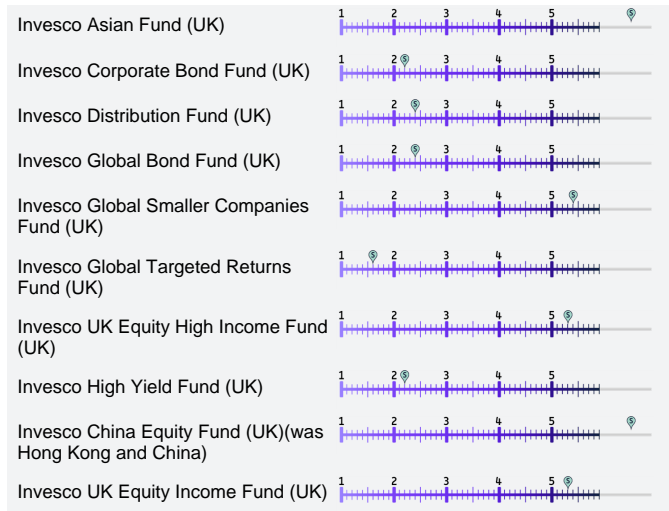 1 2 3 4 5 S
Invesco Asian Fund (UK)
1 2 S 3 4 5
Invesco Corporate Bond Fund (UK)
1 2 S 3 4 5
Invesco Distribution Fund (UK)
1 2 S 3 4 5
Invesco Global Bond Fund (UK)
1 2 3 4 5 S
Invesco Global Smaller Companies
Fund (UK)
1 S 2 3 4 5
Invesco Global Targeted Returns
Fund (UK)
1 2 3 4 5 S
Invesco UK Equity High Income Fund
(UK)
1 2 S 3 4 5
Invesco High Yield Fund (UK)
1 2 3 4 5 S
Invesco China Equity Fund (UK)(was
Hong Kong and China)
1 2 3 4 5 S
Invesco UK Equity Income Fund (UK)